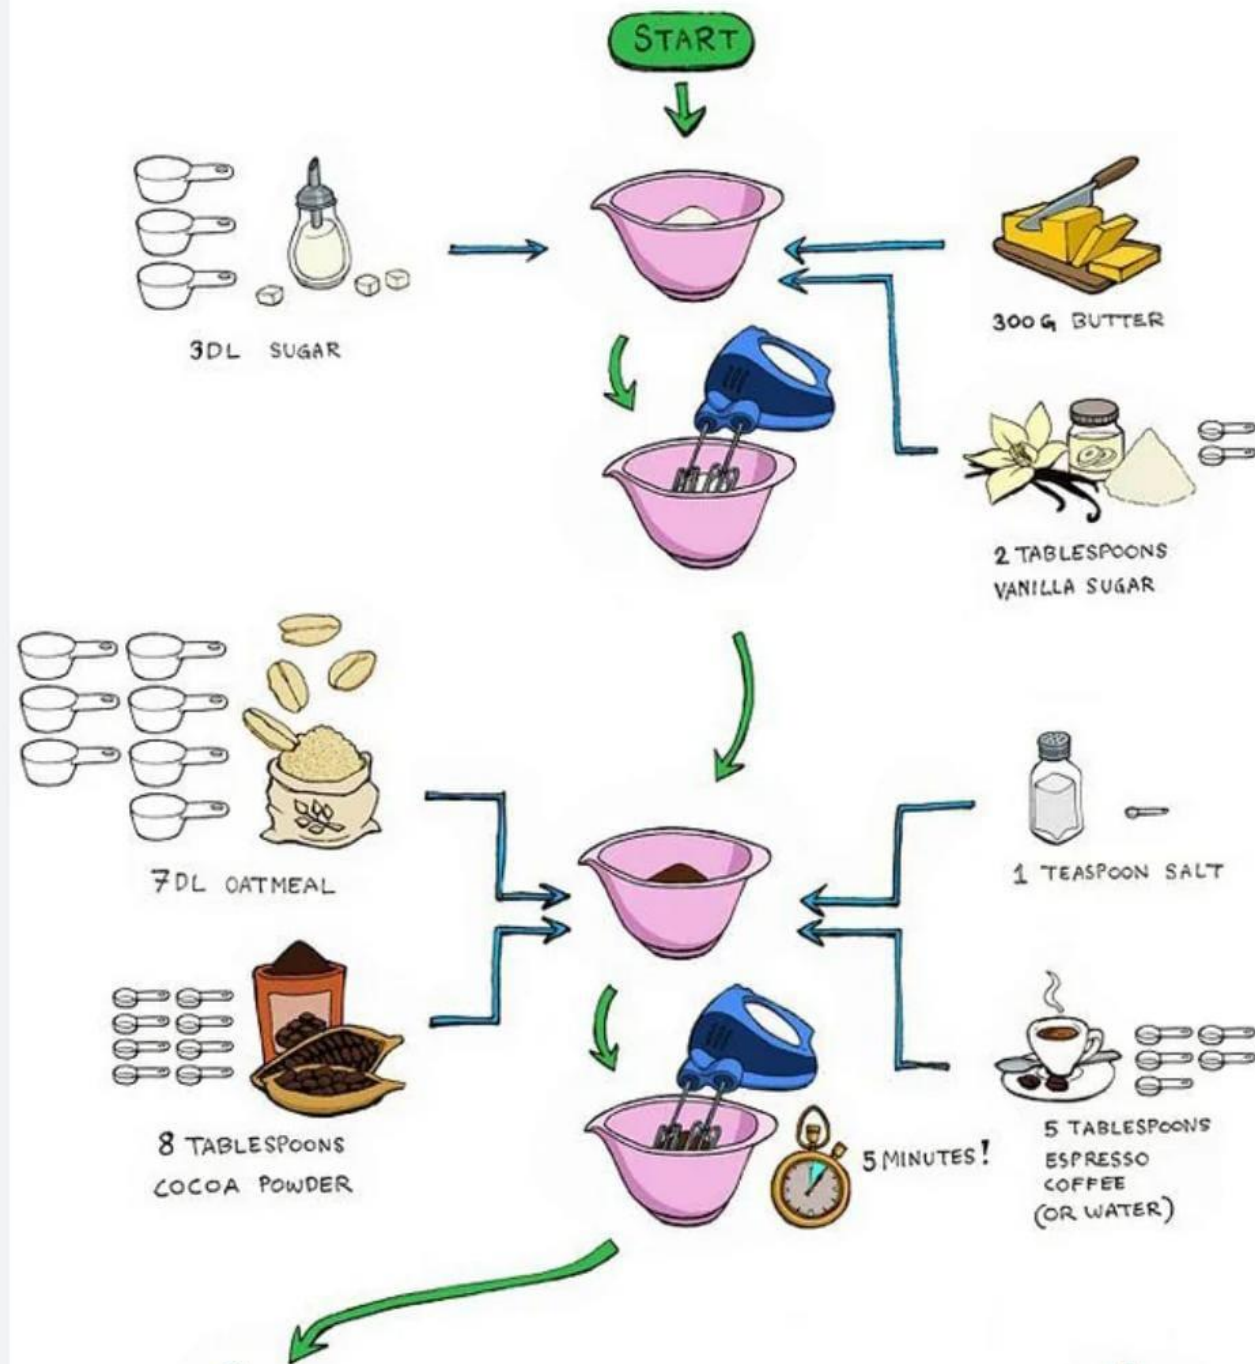 START
3DL SUGAR
300G BUTTER
2 TABLESPOONS
VANILLA SUGAR
7DL OATMEAL
1 TEASPOON SALT
8 TABLESPOONS
COCOA POWDER
5 MINUTES!
5 TABLESPOONS
ESPRESSO
COFFEE
(OR WATER)